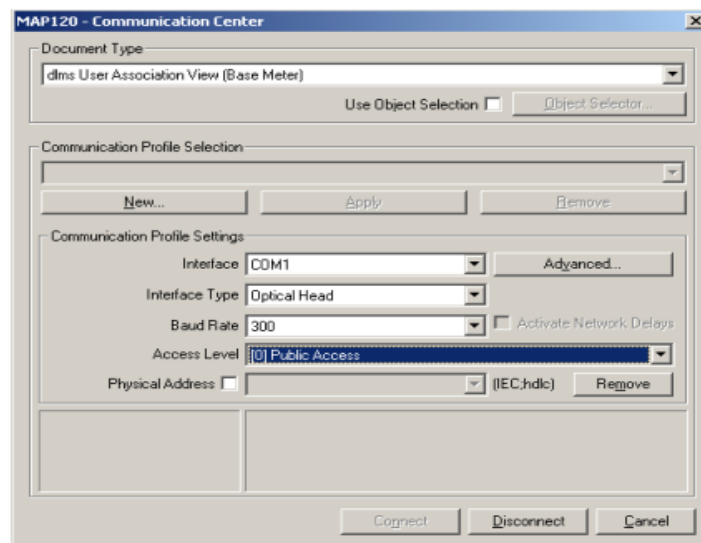 MAP120 - Communication Center
Document Type
dlms User Association View (Base Meter)
Use Object Selection Object Selector...
Communication Profile Selection
New... Apply Remove
Communication Profile Settings
Interface COM1 Advanced...
Interface Type Optical Head
Baud Rate 300 Activate Network Delays
Access Level [0] Public Access
Physical Address (IEC;hdlc) Remove
Connect Disconnect Cancel